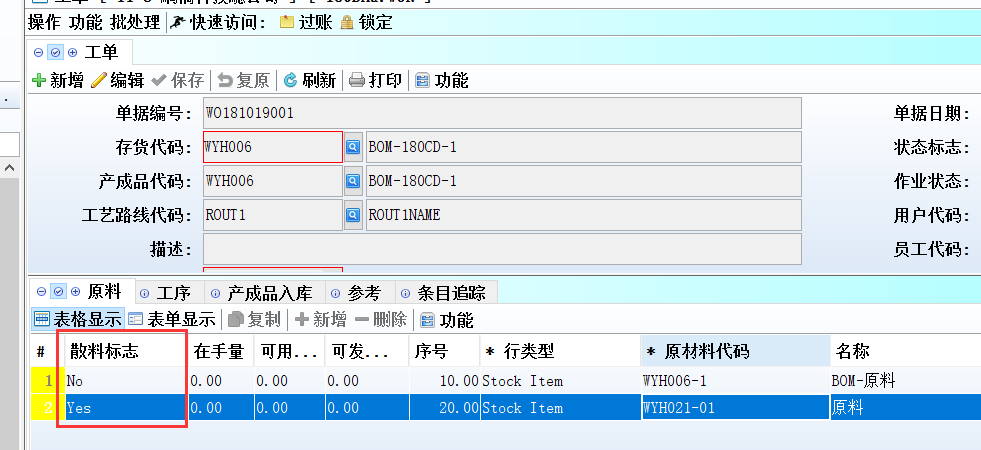 操作 功能 批处理 快速访问: 过账 锁定
工单
新增 编辑 保存 复原 刷新 打印 功能
单据编号: WO181019001 单据日期:
存货代码: WYH006 BOM-180CD-1 状态标志:
产成品代码: WYH006 BOM-180CD-1 作业状态:
工艺路线代码: ROUT1 ROUT1NAME 用户代码:
描述: 员工代码:
原料 工序 产成品入库 参考 条目追踪
表格显示 表单显示 复制 新增 删除 功能
# 散料标志 在手量 可用... 可发... 序号 * 行类型 * 原材料代码 名称
1 No 0.00 0.00 0.00 10.00 Stock Item WYH006-1 BOM-原料
2 Yes 0.00 0.00 0.00 20.00 Stock Item WYH021-01 原料